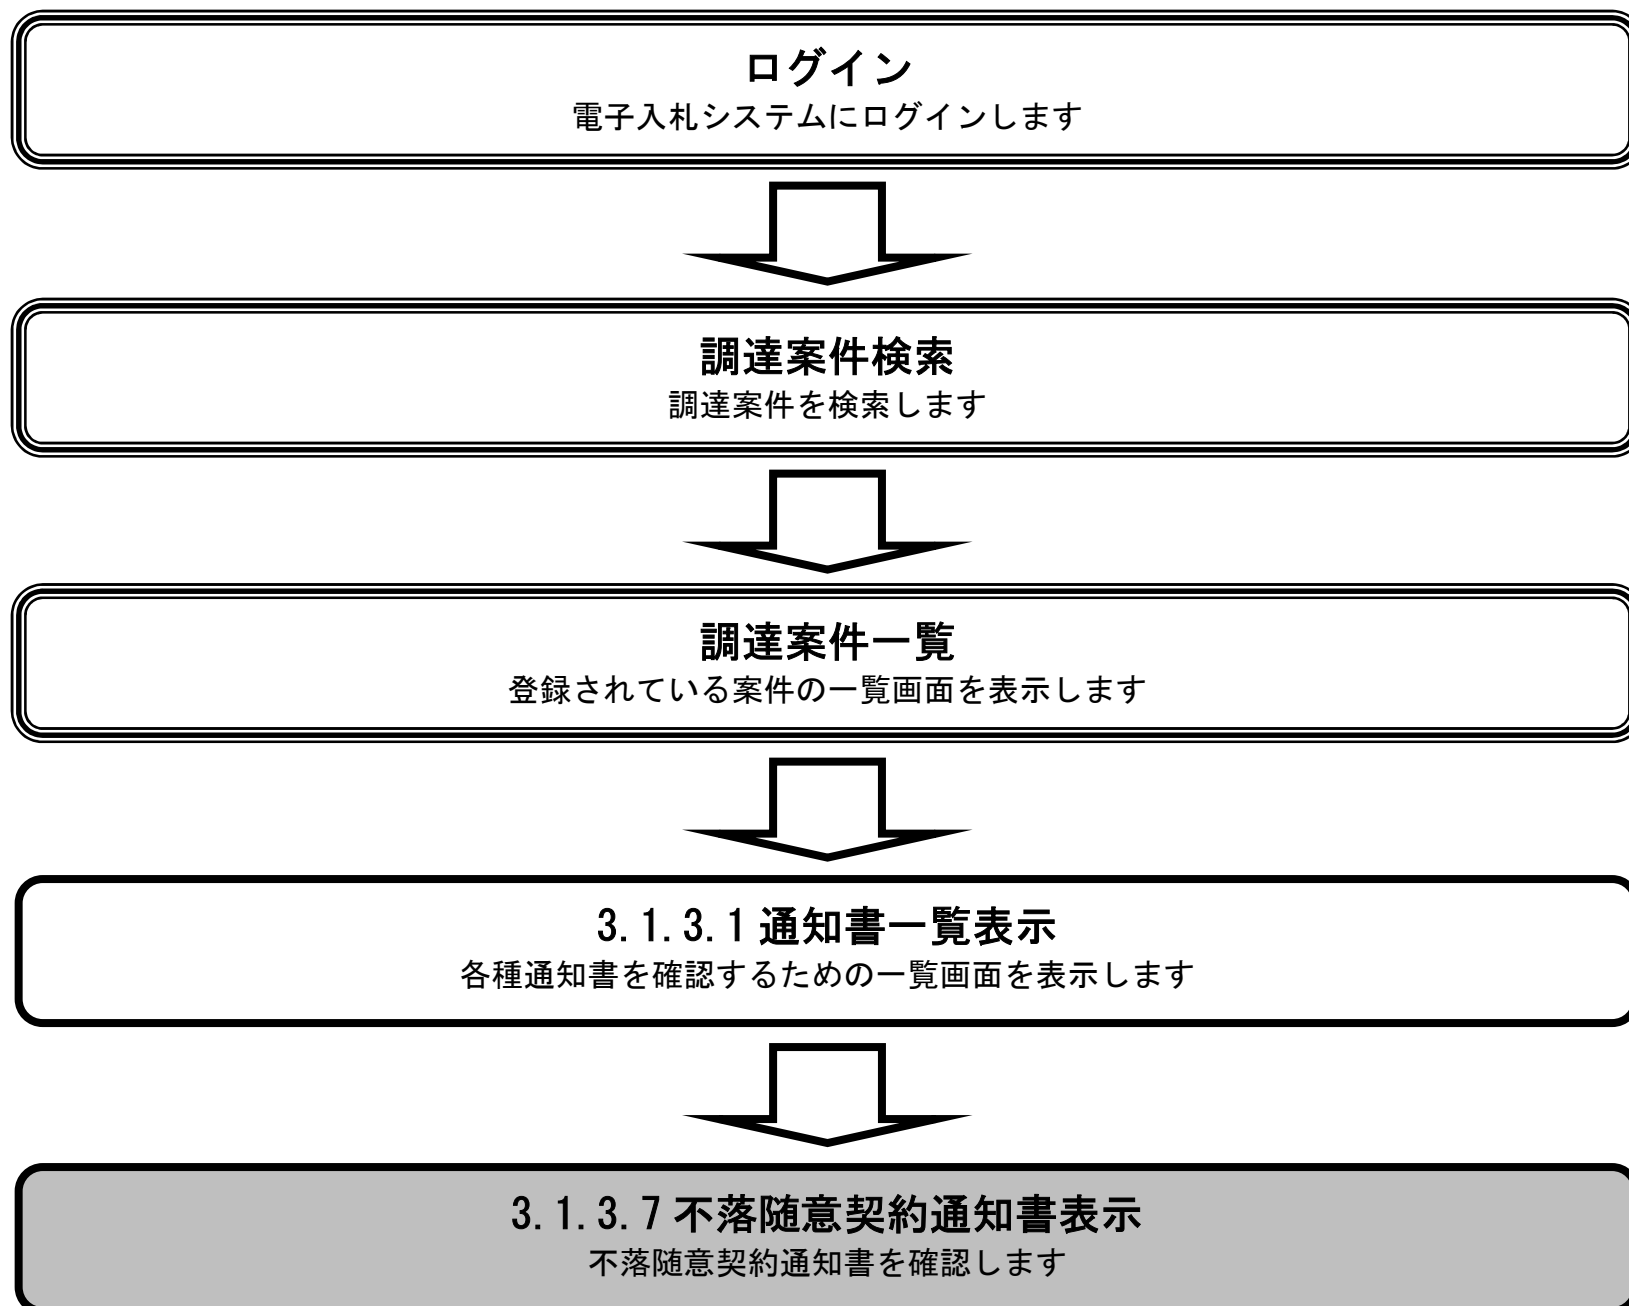 ログイン
電子入札システムにログインします
調達案件検索
調達案件を検索します
調達案件一覧
登録されている案件の一覧画面を表示します
3.1.3.1 通知書一覧表示
各種通知書を確認するための一覧画面を表示します
3.1.3.7 不落随意契約通知書表示
不落随意契約通知書を確認します